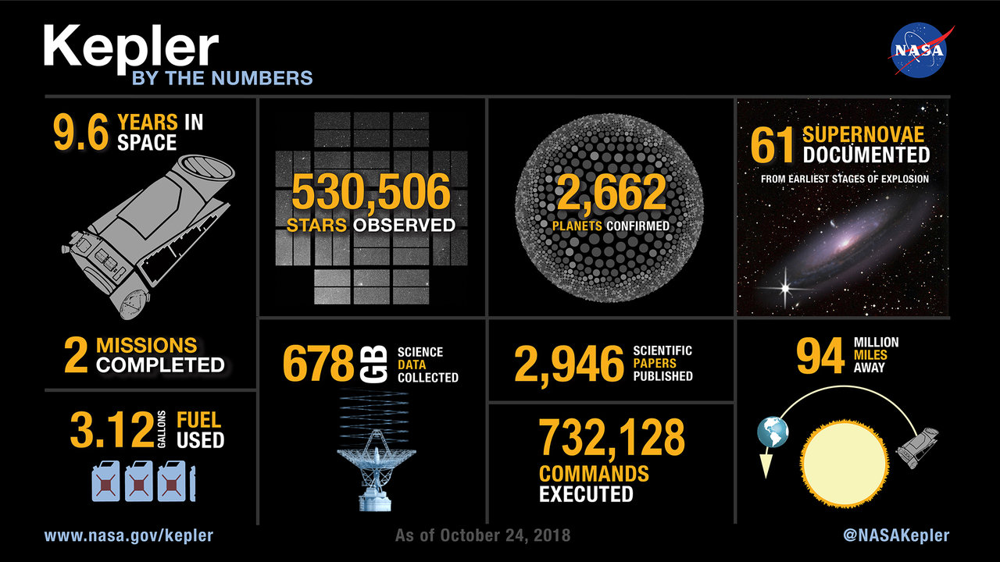 Kepler
BY THE NUMBERS
NASA
9.6 YEARS IN
SPACE
2 MISSIONS
COMPLETED
3.12 GALLONS FUEL
USED
530,506
STARS OBSERVED
678 GB SCIENCE
DATA
COLLECTED
2,662
PLANETS CONFIRMED
2,946 SCIENTIFIC
PAPERS
PUBLISHED
732,128
COMMANDS
EXECUTED
61 SUPERNOVAE
DOCUMENTED
FROM EARLIEST STAGES OF EXPLOSION
94 MILLION
MILES
AWAY
www.nasa.gov/kepler
As of October 24, 2018
@NASAKepler